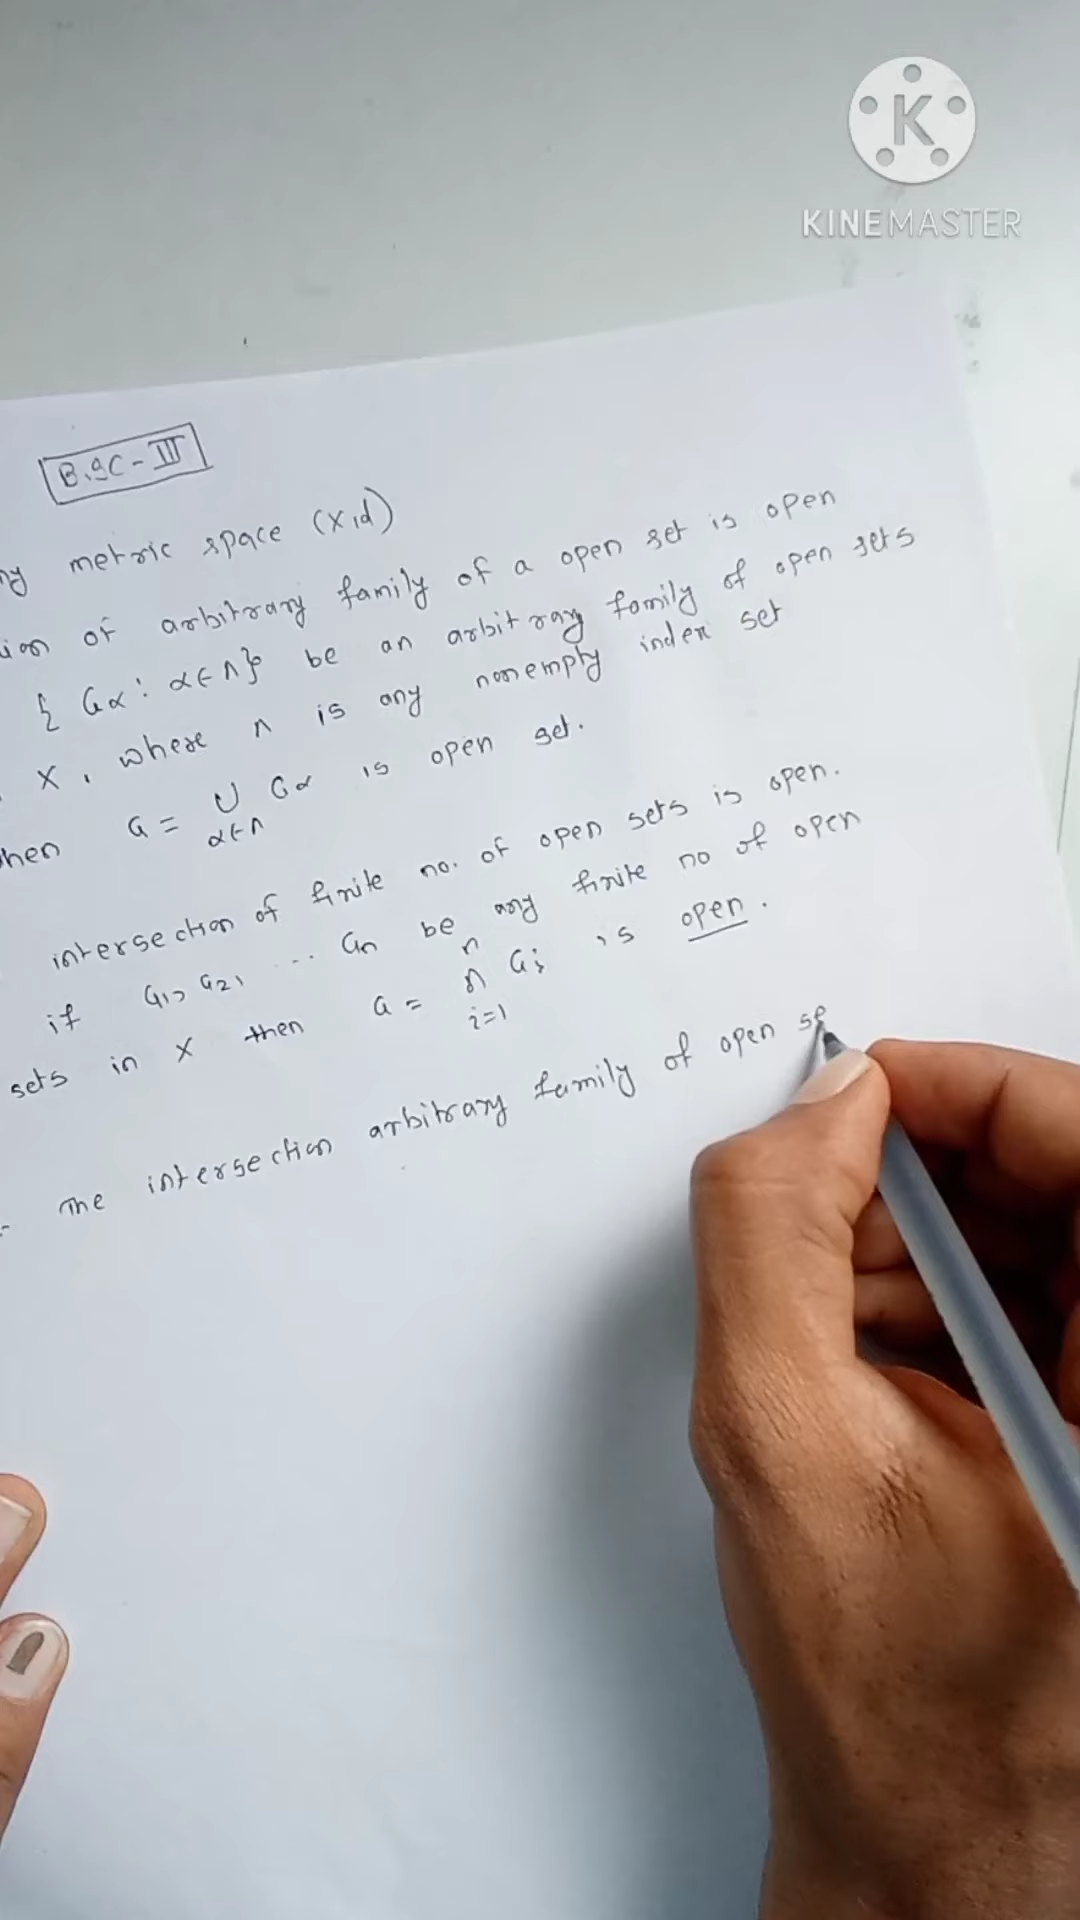 K
KINEMASTER
B.SC-III
metric space (X,d)
of arbitrary family of a open set is open
{ Gα : α∈Λ} be an arbitrary family of open sets
X, where Λ is any nonempty index set
G = ∪ Gα is open set.
α∈Λ
intersection of finite no. of open sets is open.
if G1, G2, ... Gn be any finite no of open
sets in X then G = n ∩ i=1 Gi is open.
The intersection arbitrary family of open se